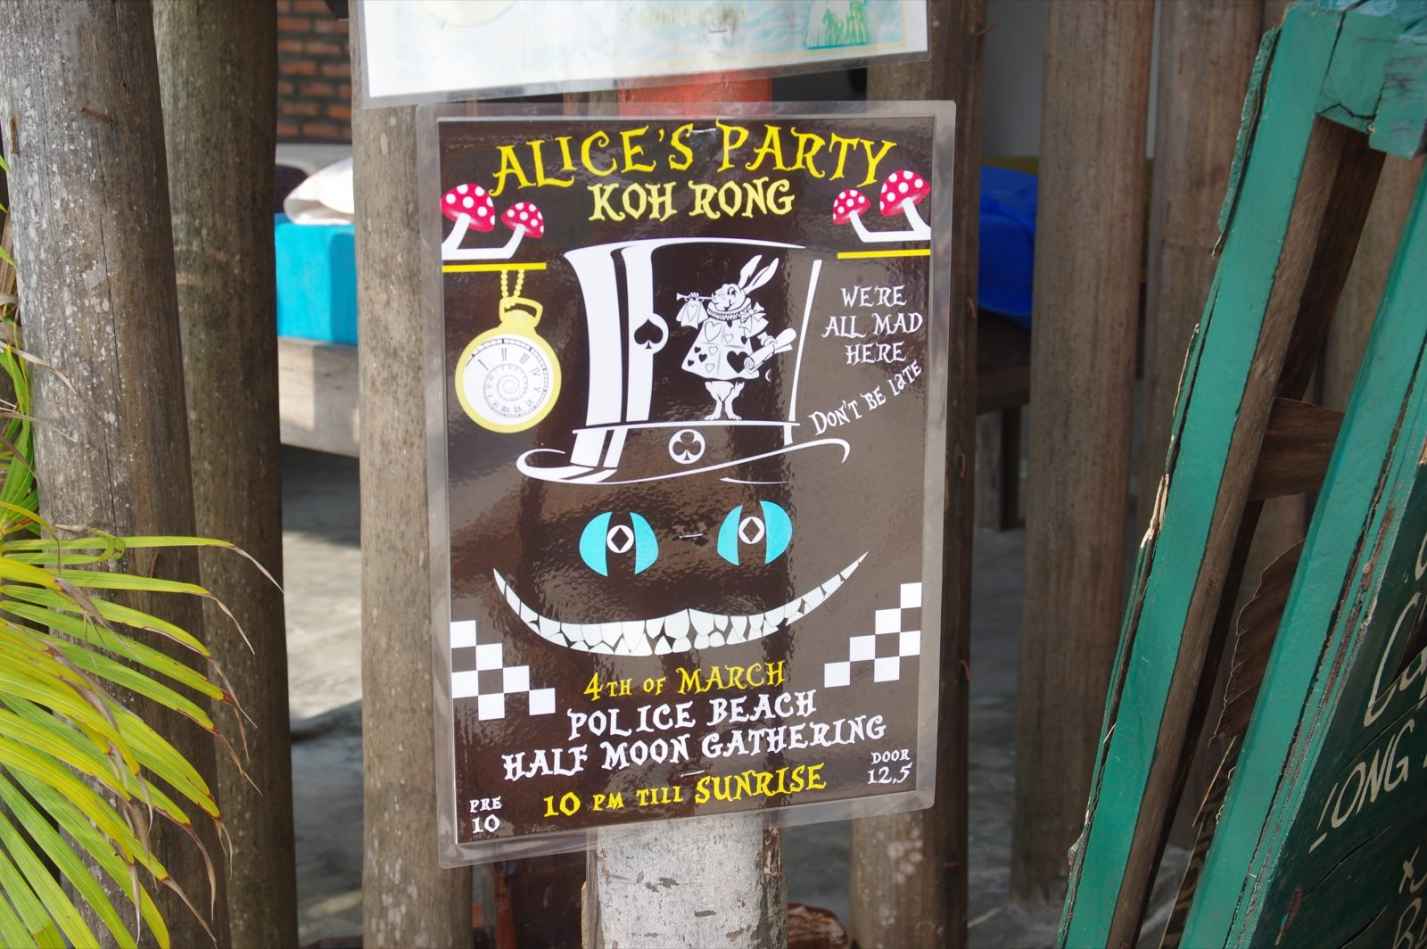 ALICE'S PARTY
KOH RONG
WE'RE
ALL MAD
HERE
DON'T BE LATE
4TH OF MARCH
POLICE BEACH
HALF MOON GATHERING
10 PM TILL SUNRISE
PRE
10
DOOR
12,5
LONG